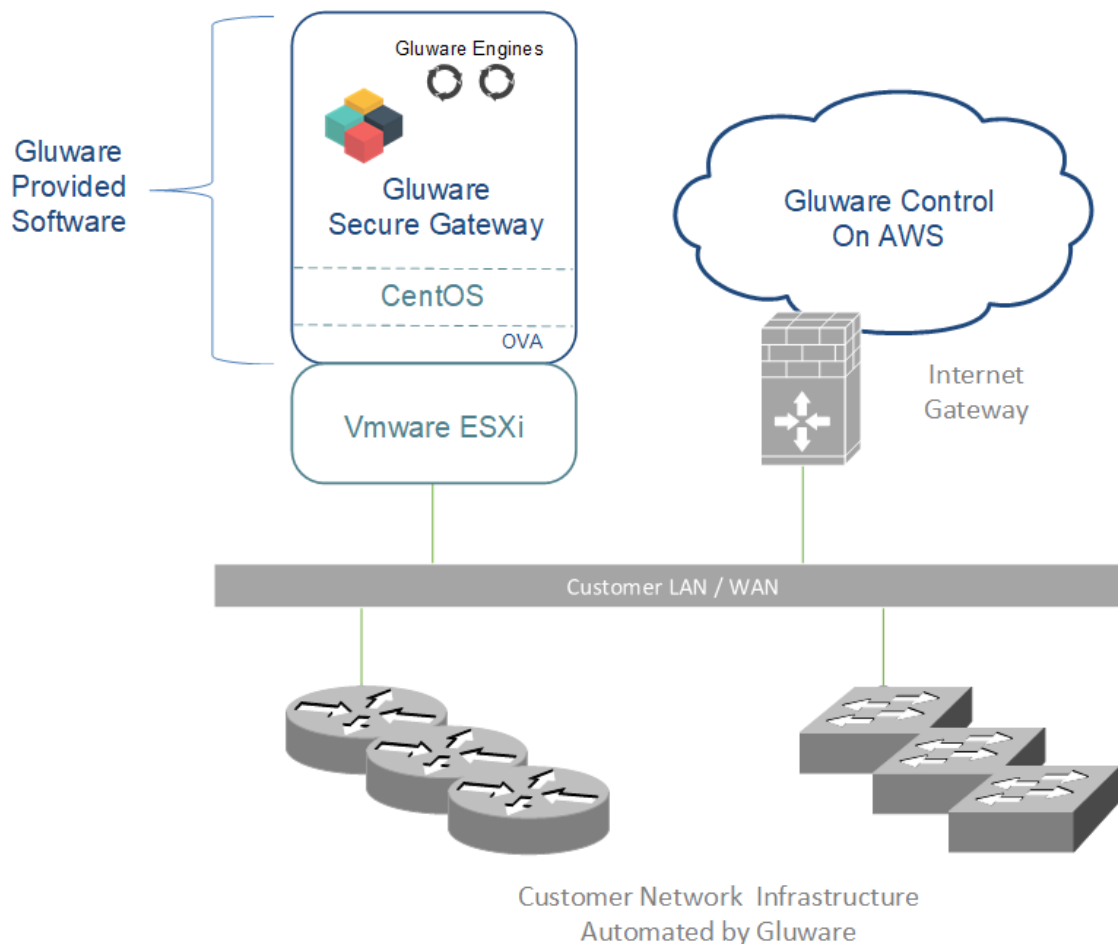 Gluware Engines
Gluware
Provided
Software
Gluware
Secure Gateway
CentOS
OVA
Vmware ESXi
Gluware Control
On AWS
Internet
Gateway
Customer LAN / WAN
Customer Network Infrastructure
Automated by Gluware